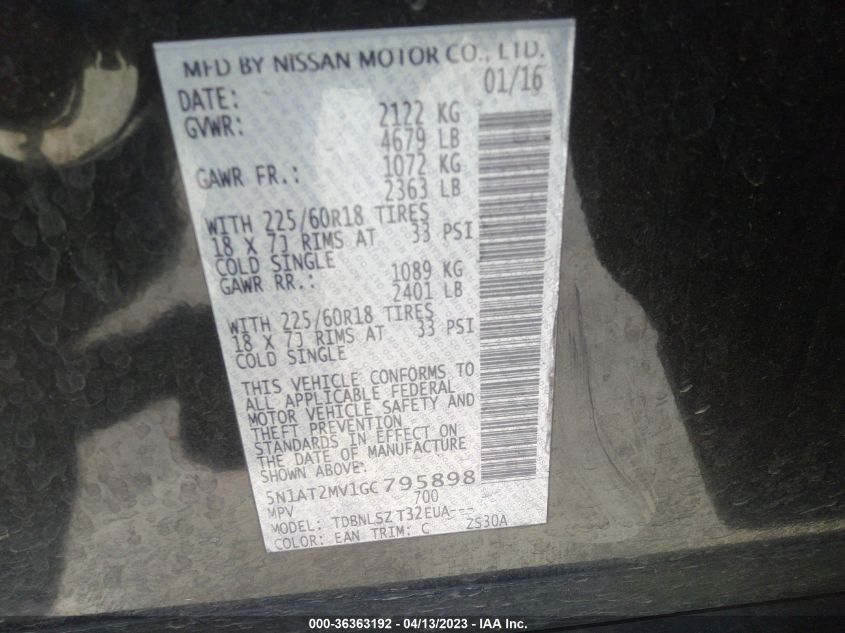 MFD BY NISSAN MOTOR CO., LTD.
DATE: 01/16
GVWR: 2122 KG
4679 LB
GAWR FR.: 1072 KG
2363 LB
WITH 225/60R18 TIRES
18 X 7J RIMS AT 33 PSI
COLD SINGLE
GAWR RR.: 1089 KG
2401 LB
WITH 225/60R18 TIRES
18 X 7J RIMS AT 33 PSI
COLD SINGLE
THIS VEHICLE CONFORMS TO
ALL APPLICABLE FEDERAL
MOTOR VEHICLE SAFETY AND
THEFT PREVENTION
STANDARDS IN EFFECT ON
THE DATE OF MANUFACTURE
SHOWN ABOVE.
5N1AT2MV1GC795898
MPV 700
MODEL: TDBNLSZ T32EUA---
COLOR: EAN TRIM: C ZS30A
000-36363192 - 04/13/2023 - IAA Inc.